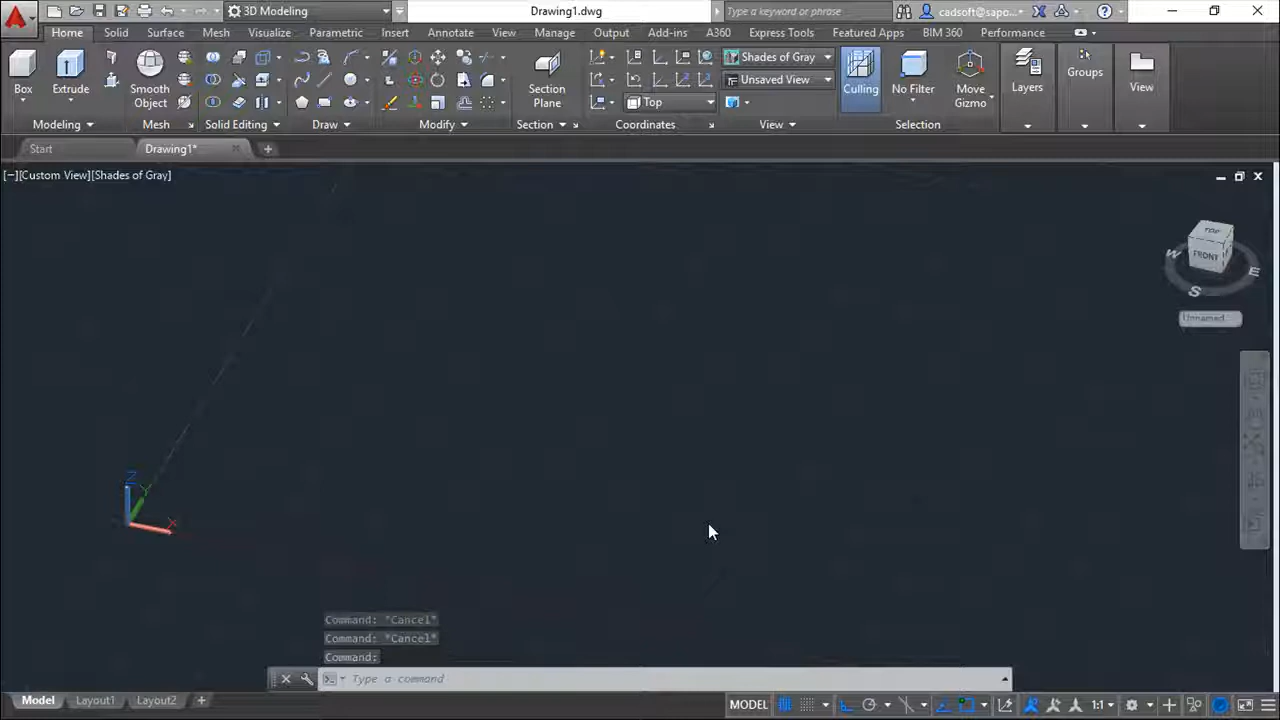 3D Modeling
Drawing1.dwg
Type a keyword or phrase
cadsoft@sapo...
Home Solid Surface Mesh Visualize Parametric Insert Annotate View Manage Output Add-ins A360 Express Tools Featured Apps BIM 360 Performance
Box
Extrude
Smooth
Object
Section
Plane
Shades of Gray
Unsaved View
Top
Culling
No Filter
Move
Gizmo
Layers
Groups
View
Modeling
Mesh
Solid Editing
Draw
Modify
Section
Coordinates
View
Selection
Start
Drawing1*
[−][Custom View][Shades of Gray]
TOP
FRONT
W
E
S
Unnamed
Z
Y
X
Command: *Cancel*
Command: *Cancel*
Command:
Type a command
Model Layout1 Layout2
MODEL
1:1